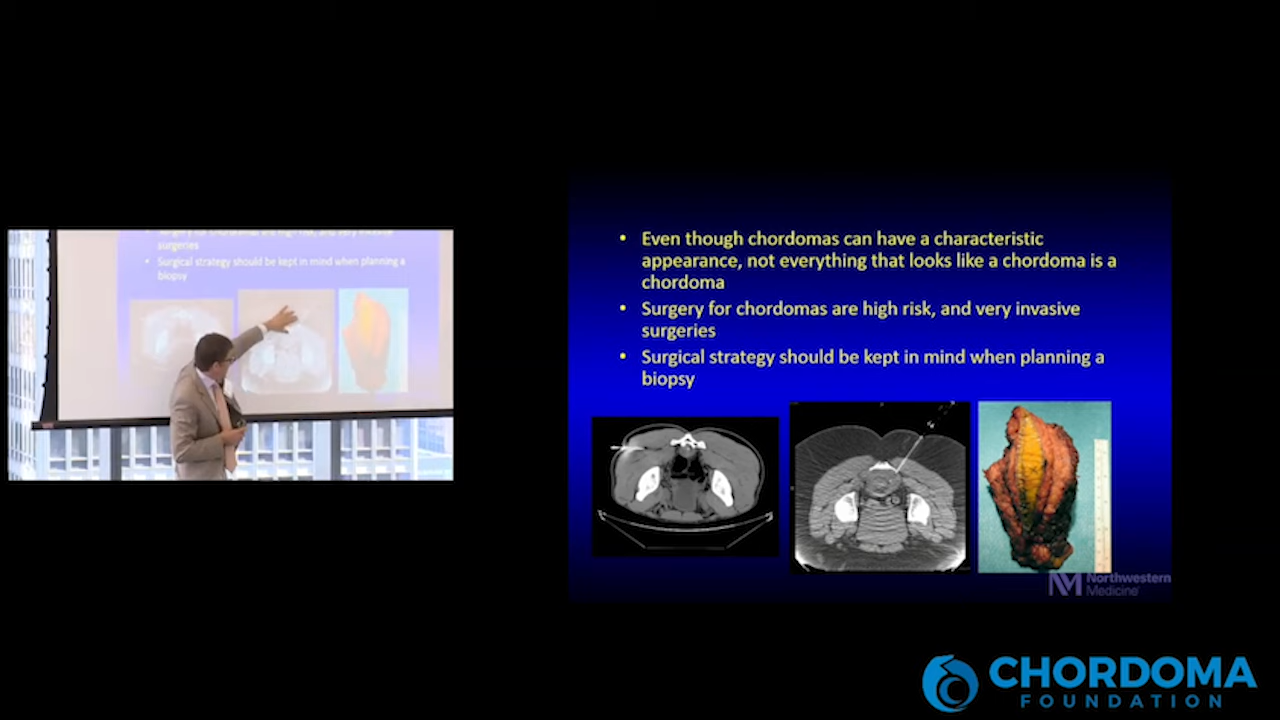 surgeries
• Surgical strategy should be kept in mind when planning a
biopsy
• Even though chordomas can have a characteristic
appearance, not everything that looks like a chordoma is a
chordoma
• Surgery for chordomas are high risk, and very invasive
surgeries
• Surgical strategy should be kept in mind when planning a
biopsy
NM Northwestern
Medicine
CHORDOMA
FOUNDATION